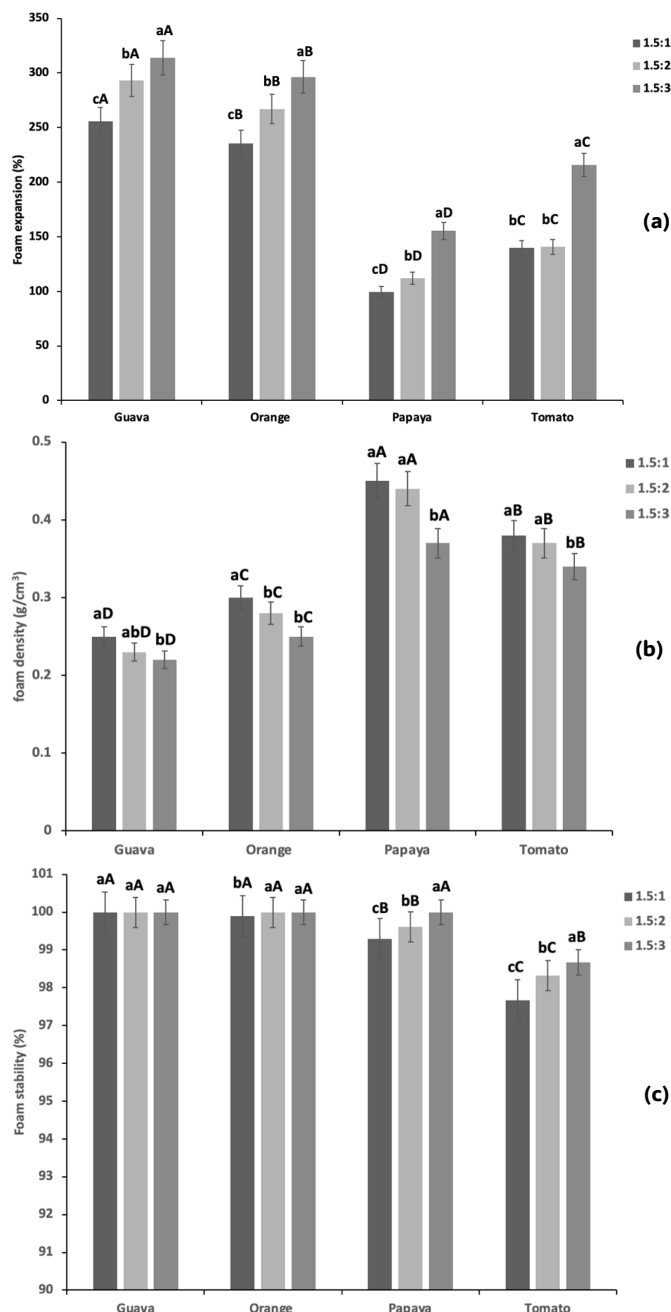 350
300
250
200
150
100
50
0
Foam expansion (%)
cA bA aA
cB bB aB
cD bD aD
bC bC aC
Guava Orange Papaya Tomato
1.5:1
1.5:2
1.5:3
(a)
0.5
0.4
0.3
0.2
0.1
0
foam density (g/cm³)
aD abD bD
aC bC bC
aA aA bA
aB aB bB
Guava Orange Papaya Tomato
1.5:1
1.5:2
1.5:3
(b)
101
100
99
98
97
96
95
94
93
92
91
90
Foam stability (%)
aA aA aA
bA aA aA
cB bB aA
cC bC aB
Guava Orange Papaya Tomato
1.5:1
1.5:2
1.5:3
(c)